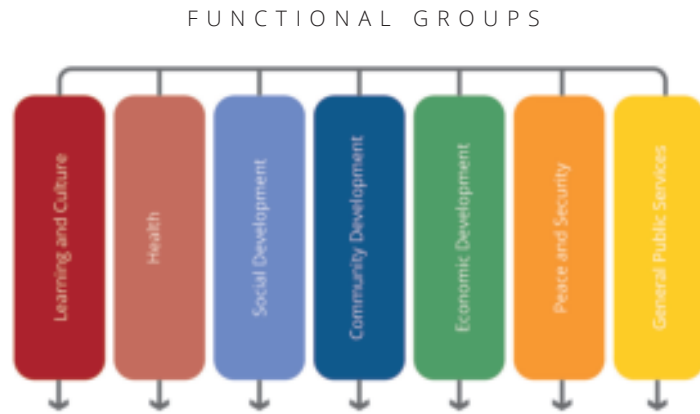 FUNCTIONAL GROUPS
Learning and Culture
Health
Social Development
Community Development
Economic Development
Peace and Security
General Public Services